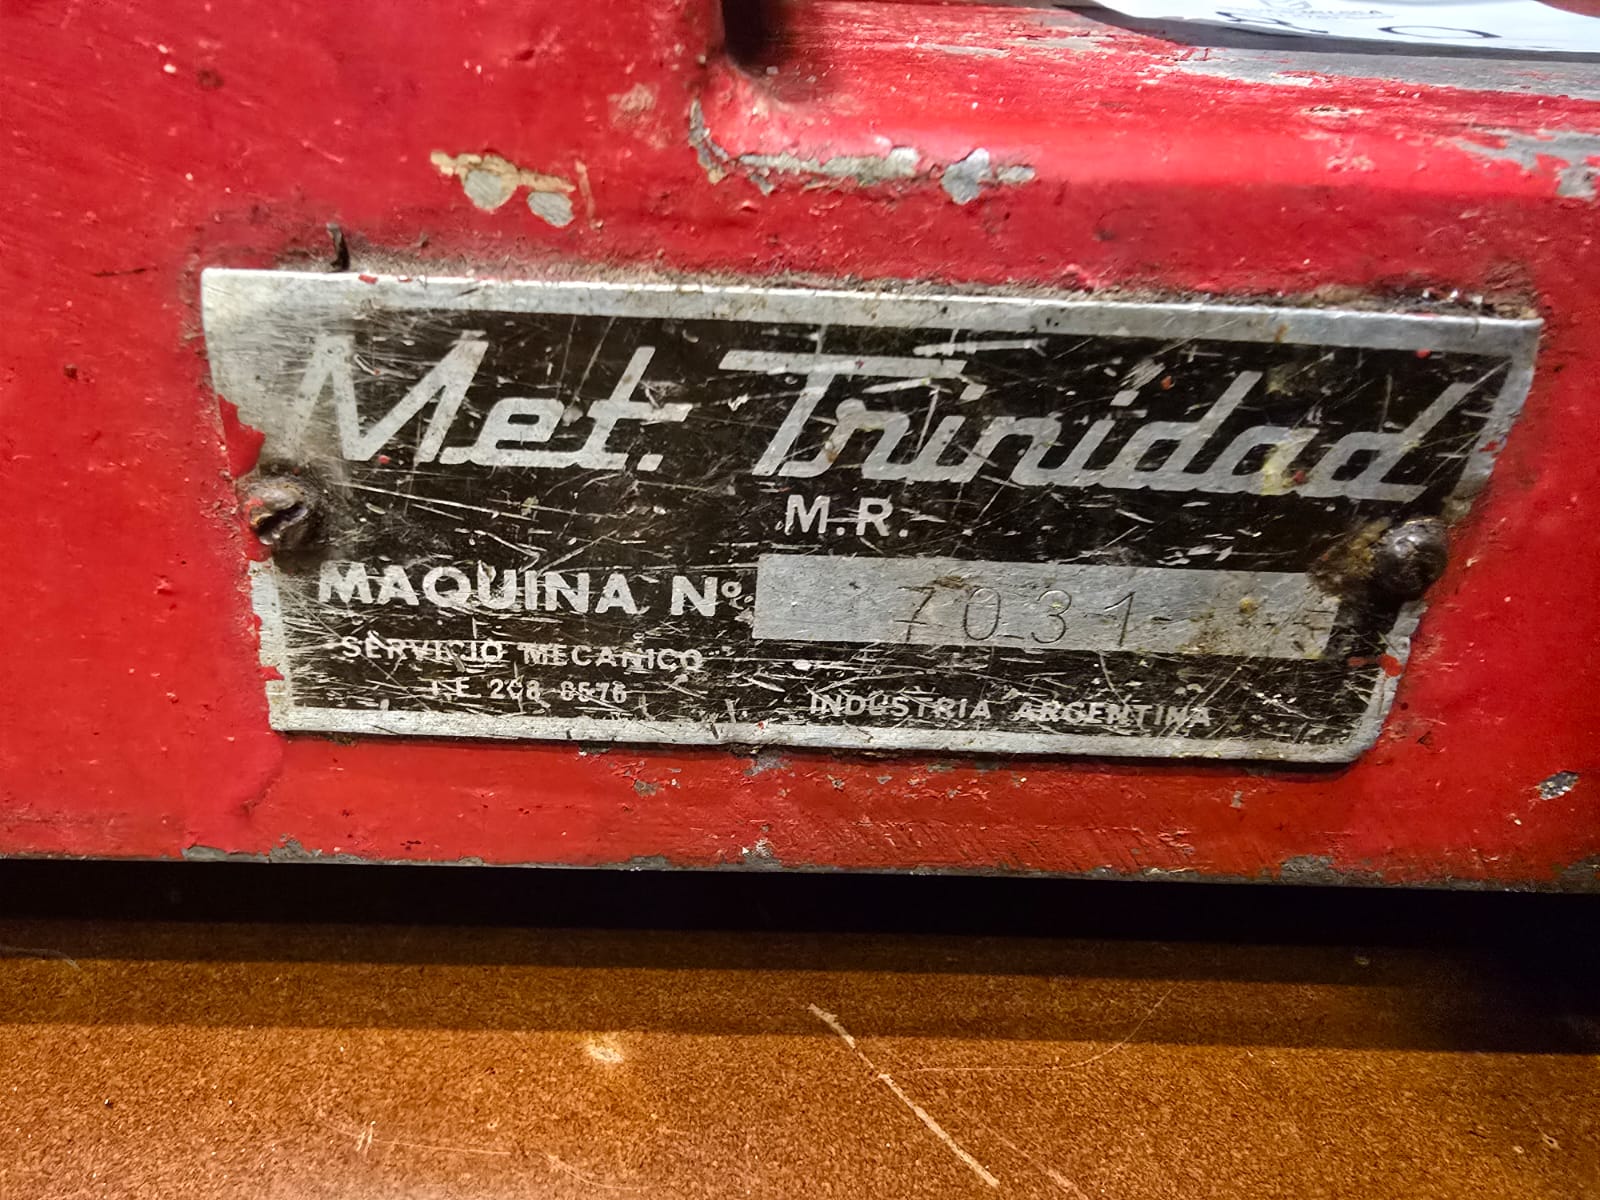 Met. Trinidad
M.R.
MAQUINA Nº 7031-
SERVICIO MECANICO
INDUSTRIA ARGENTINA